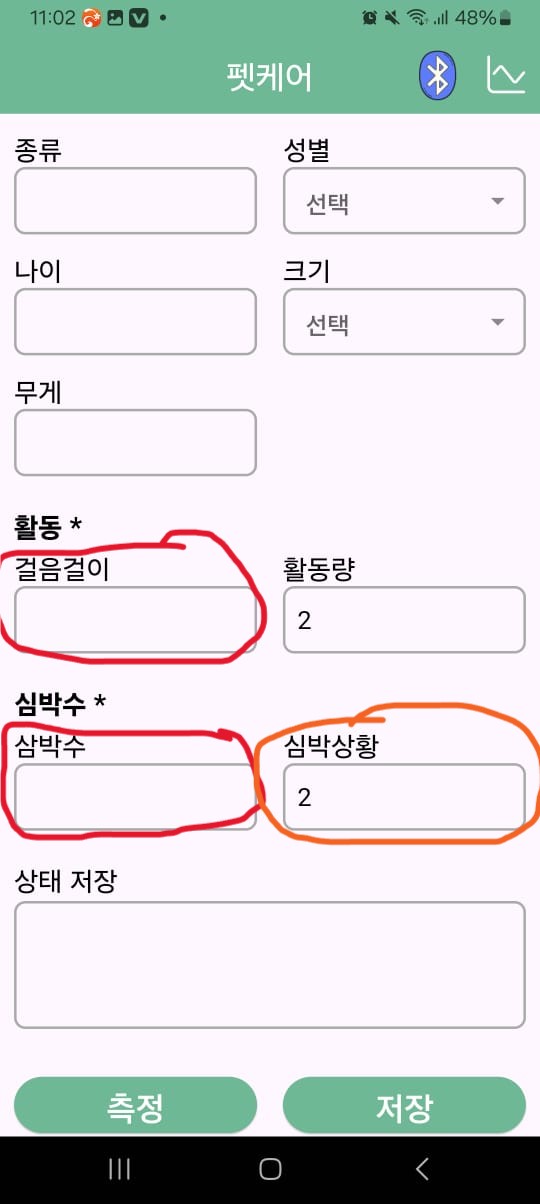 11:02 48%
펫케어
종류 성별
선택
나이 크기
선택
무게
활동 *
걸음걸이 활동량
2
심박수 *
삼박수 심박상황
2
상태 저장
측정 저장